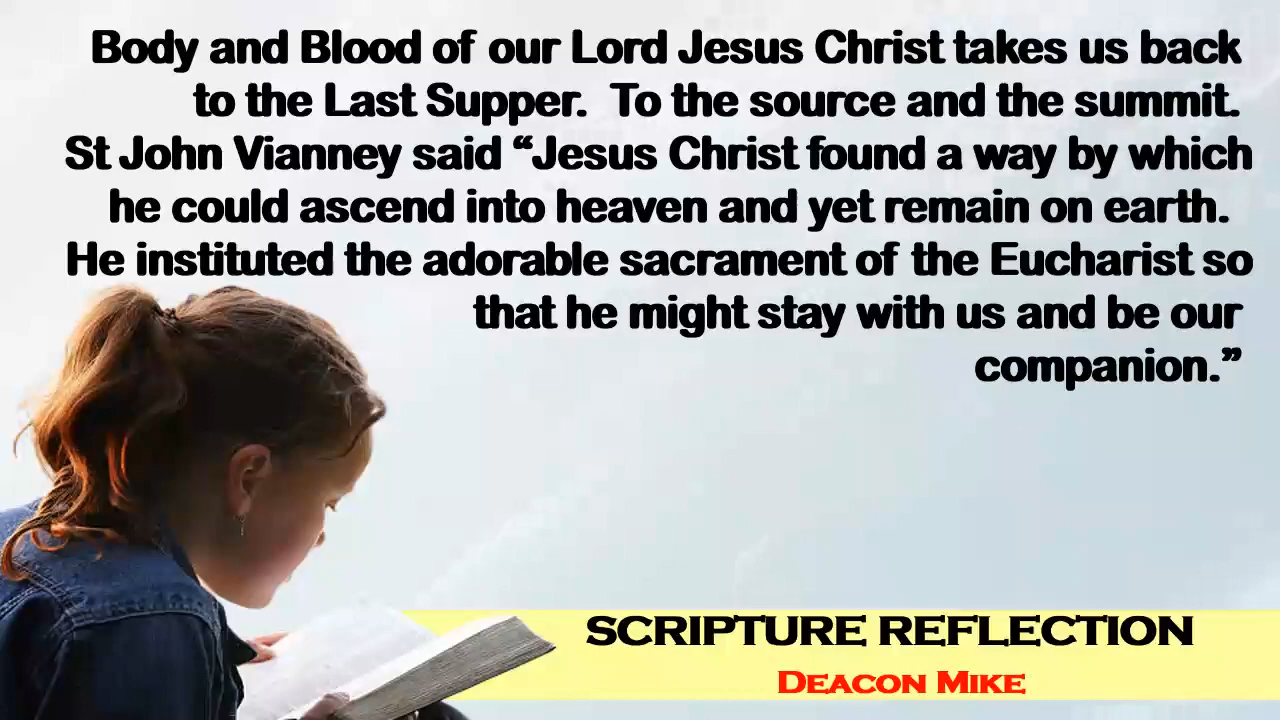 Body and Blood of our Lord Jesus Christ takes us back
to the Last Supper.  To the source and the summit.
St John Vianney said “Jesus Christ found a way by which
he could ascend into heaven and yet remain on earth.
He instituted the adorable sacrament of the Eucharist so
that he might stay with us and be our
companion.”
SCRIPTURE REFLECTION
DEACON MIKE